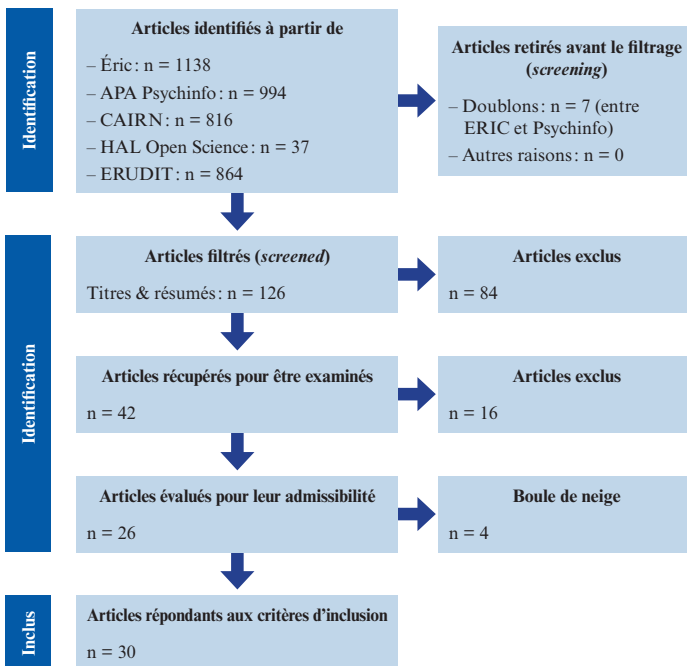 Identification
Articles identifiés à partir de
– Éric : n = 1138
– APA Psychinfo : n = 994
– CAIRN : n = 816
– HAL Open Science : n = 37
– ERUDIT : n = 864
Articles retirés avant le filtrage
(screening)
– Doublons : n = 7 (entre
ERIC et Psychinfo)
– Autres raisons : n = 0
Identification
Articles filtrés (screened)
Titres & résumés : n = 126
Articles exclus
n = 84
Articles récupérés pour être examinés
n = 42
Articles exclus
n = 16
Articles évalués pour leur admissibilité
n = 26
Boule de neige
n = 4
Inclus
Articles répondants aux critères d’inclusion
n = 30